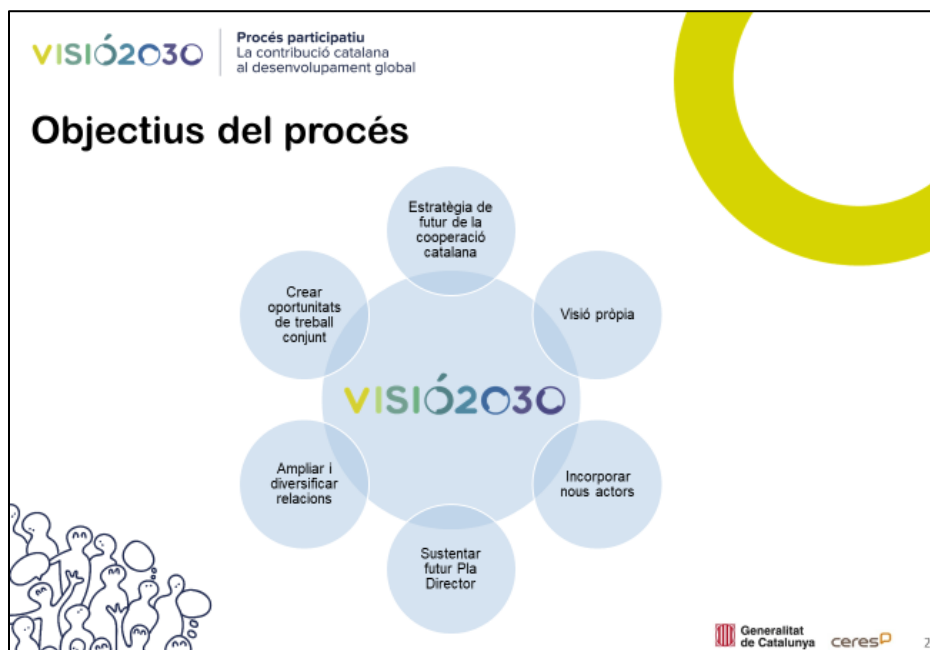 VISIÓ2030
Procés participatiu
La contribució catalana
al desenvolupament global
Objectius del procés
Estratègia de
futur de la
cooperació
catalana
Visió pròpia
Incorporar
nous actors
Sustentar
futur Pla
Director
Ampliar i
diversificar
relacions
Crear
oportunitats
de treball
conjunt
VISIÓ2030
Generalitat
de Catalunya
ceres
2